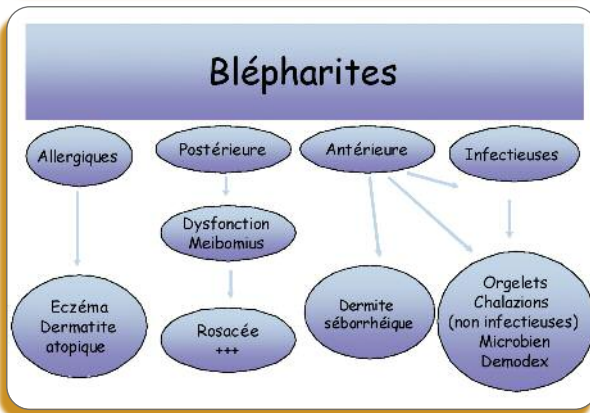 Blépharites
Allergiques
Postérieure
Antérieure
Infectieuses
Dysfonction
Meibomius
Eczéma
Dermatite
atopique
Rosacée
+++
Dermite
séborrhéique
Orgelets
Chalazions
(non infectieuses)
Microbien
Demodex